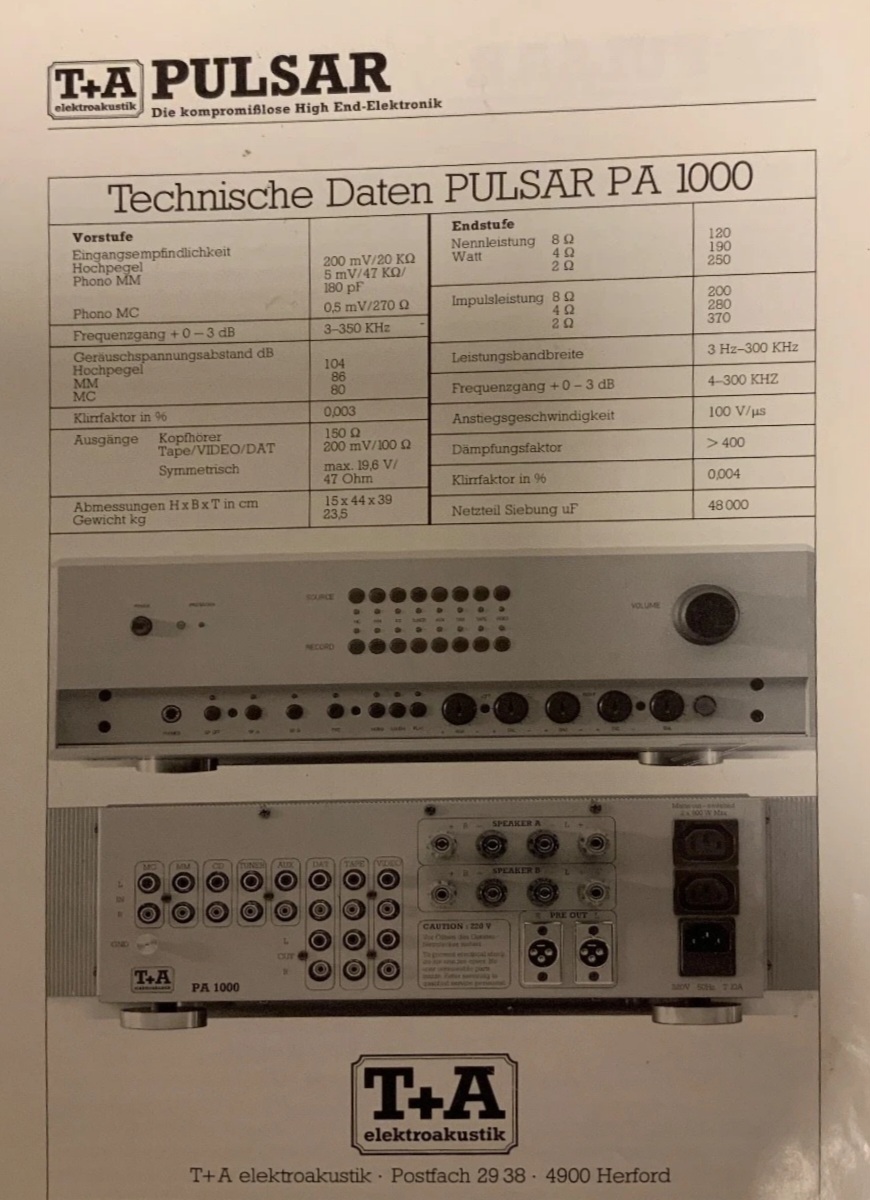 T+A
elektroakustik
PULSAR
Die kompromißlose High End-Elektronik
Technische Daten PULSAR PA 1000
Vorstufe
Eingangsempfindlichkeit
Hochpegel 200 mV/20 KΩ
Phono MM 5 mV/47 KΩ/
180 pF
Phono MC 0,5 mV/270 Ω
Frequenzgang + 0 – 3 dB 3–350 KHz
Geräuschspannungsabstand dB
Hochpegel 104
MM 86
MC 80
Klirrfaktor in % 0,003
Ausgänge Kopfhörer 150 Ω
Tape/VIDEO/DAT 200 mV/100 Ω
Symmetrisch max. 19,6 V/
47 Ohm
Abmessungen H x B x T in cm 15 x 44 x 39
Gewicht kg 23,5
Endstufe
Nennleistung 8 Ω 120
Watt 4 Ω 190
2 Ω 250
Impulsleistung 8 Ω 200
4 Ω 280
2 Ω 370
Leistungsbandbreite 3 Hz–300 KHz
Frequenzgang + 0 – 3 dB 4–300 KHZ
Anstiegsgeschwindigkeit 100 V/µs
Dämpfungsfaktor > 400
Klirrfaktor in % 0,004
Netzteil Siebung uF 48 000
SOURCE
VOLUME
RECORD
SPEAKER A
+ R – L +
MC MM CD TUNER AUX DAT TAPE VIDEO
SPEAKER B
+ R – L +
L
IN
R
PRE OUT
GND
L
OUT
R
CAUTION : 220 V
T+A
elektroakustik
PA 1000
T+A
elektroakustik
T+A elektroakustik · Postfach 29 38 · 4900 Herford